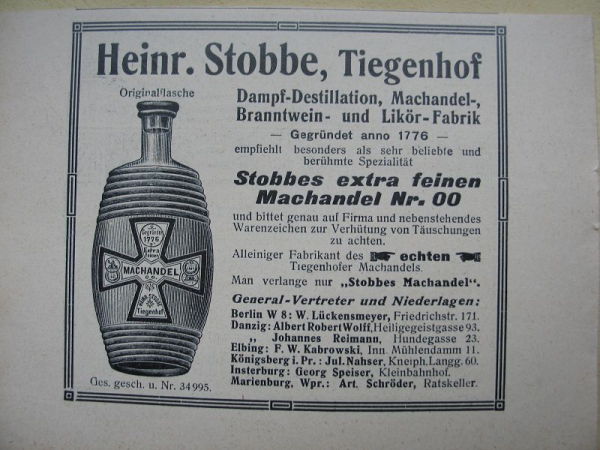 Heinr. Stobbe, Tiegenhof
Originalflasche
Dampf-Destillation, Machandel-,
Branntwein- und Likör-Fabrik
— Gegründet anno 1776 —
empfiehlt besonders als sehr beliebte und
berühmte Spezialität
Stobbes extra feinen
Machandel Nr. 00
und bittet genau auf Firma und nebenstehendes
Warenzeichen zur Verhütung von Täuschungen
zu achten.
Alleiniger Fabrikant des echten
Tiegenhofer Machandels.
Man verlange nur „Stobbes Machandel“.
General-Vertreter und Niederlagen:
Berlin W 8: W. Lückensmeyer, Friedrichstr. 171.
Danzig: Albert Robert Wolff, Heiligegeistgasse 93.
„ Johannes Reimann, Hundegasse 23.
Elbing: F. W. Kabrowski, Inn. Mühlendamm 11.
Königsberg i. Pr.: Jul. Nahser, Kneiph. Langg. 60.
Insterburg: Georg Speiser, Kleinbahnhof.
Marienburg, Wpr.: Art. Schröder, Ratskeller.
Gegründet
1776
Extra
feiner
MACHANDEL
HEINR. STOBBE
Tiegenhof
Ges. gesch. u. Nr. 34995.